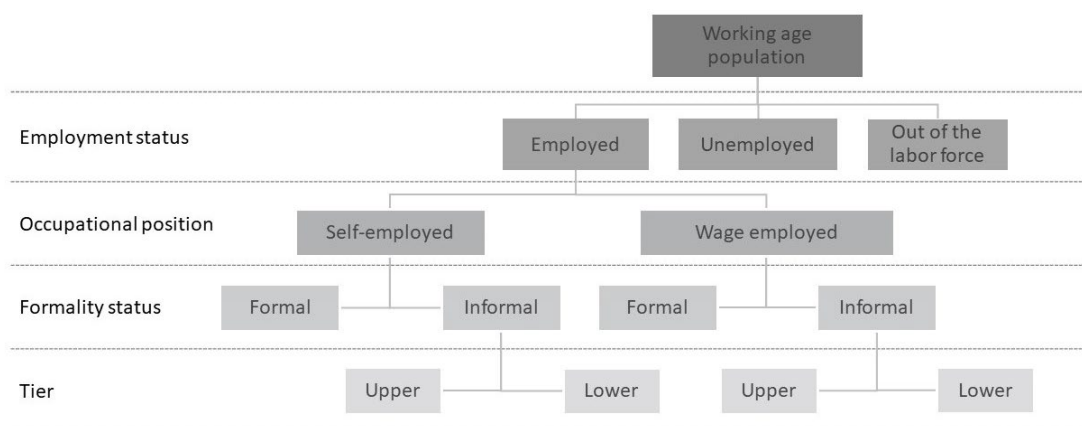 Working age
population
Employment status
Employed
Unemployed
Out of the
labor force
Occupational position
Self-employed
Wage employed
Formality status
Formal
Informal
Formal
Informal
Tier
Upper
Lower
Upper
Lower